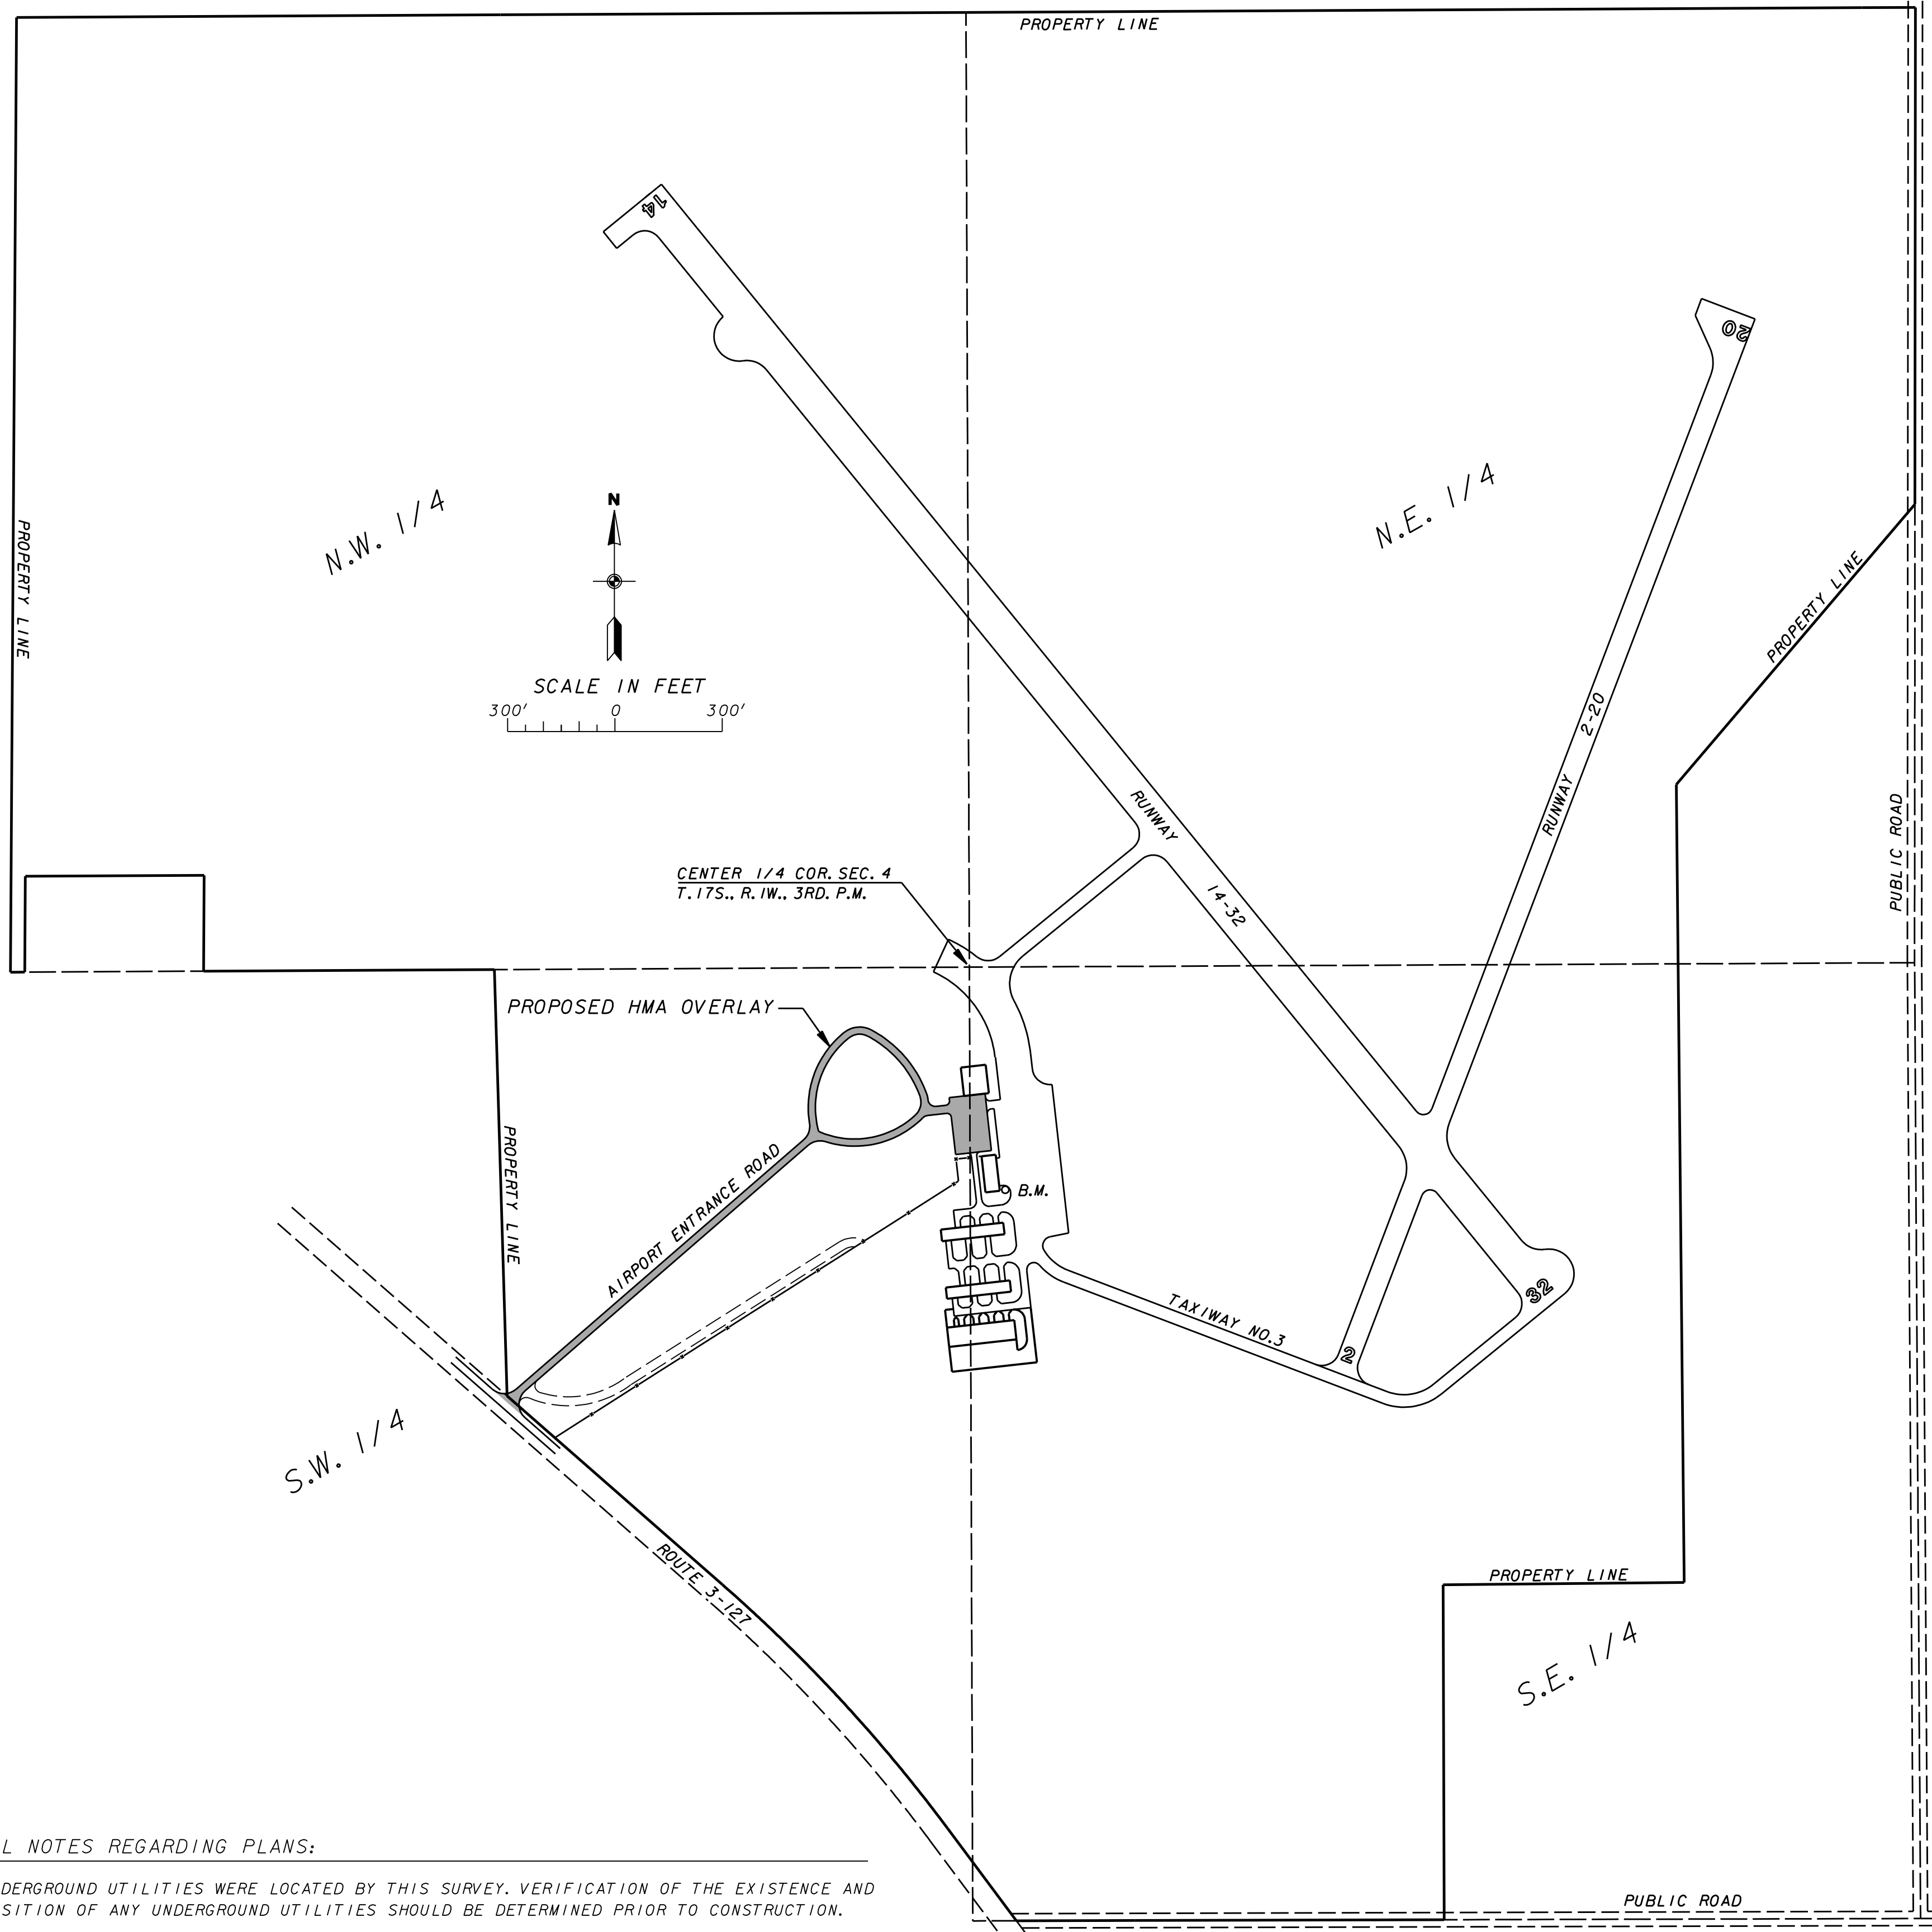 PROPERTY LINE
14
20
N.W. 1/4
N.E. 1/4
N
PROPERTY LINE
PROPERTY LINE
SCALE IN FEET
300' 0 300'
RUNWAY 2-20
RUNWAY 14-32
PUBLIC ROAD
CENTER 1/4 COR. SEC. 4
T.17S., R.1W., 3RD. P.M.
PROPOSED HMA OVERLAY
PROPERTY LINE
AIRPORT ENTRANCE ROAD
B.M.
TAXIWAY NO.3
32
2
S.W. 1/4
ROUTE 3-127
PROPERTY LINE
S.E. 1/4
L NOTES REGARDING PLANS:
DERGROUND UTILITIES WERE LOCATED BY THIS SURVEY. VERIFICATION OF THE EXISTENCE AND
SITION OF ANY UNDERGROUND UTILITIES SHOULD BE DETERMINED PRIOR TO CONSTRUCTION.
PUBLIC ROAD